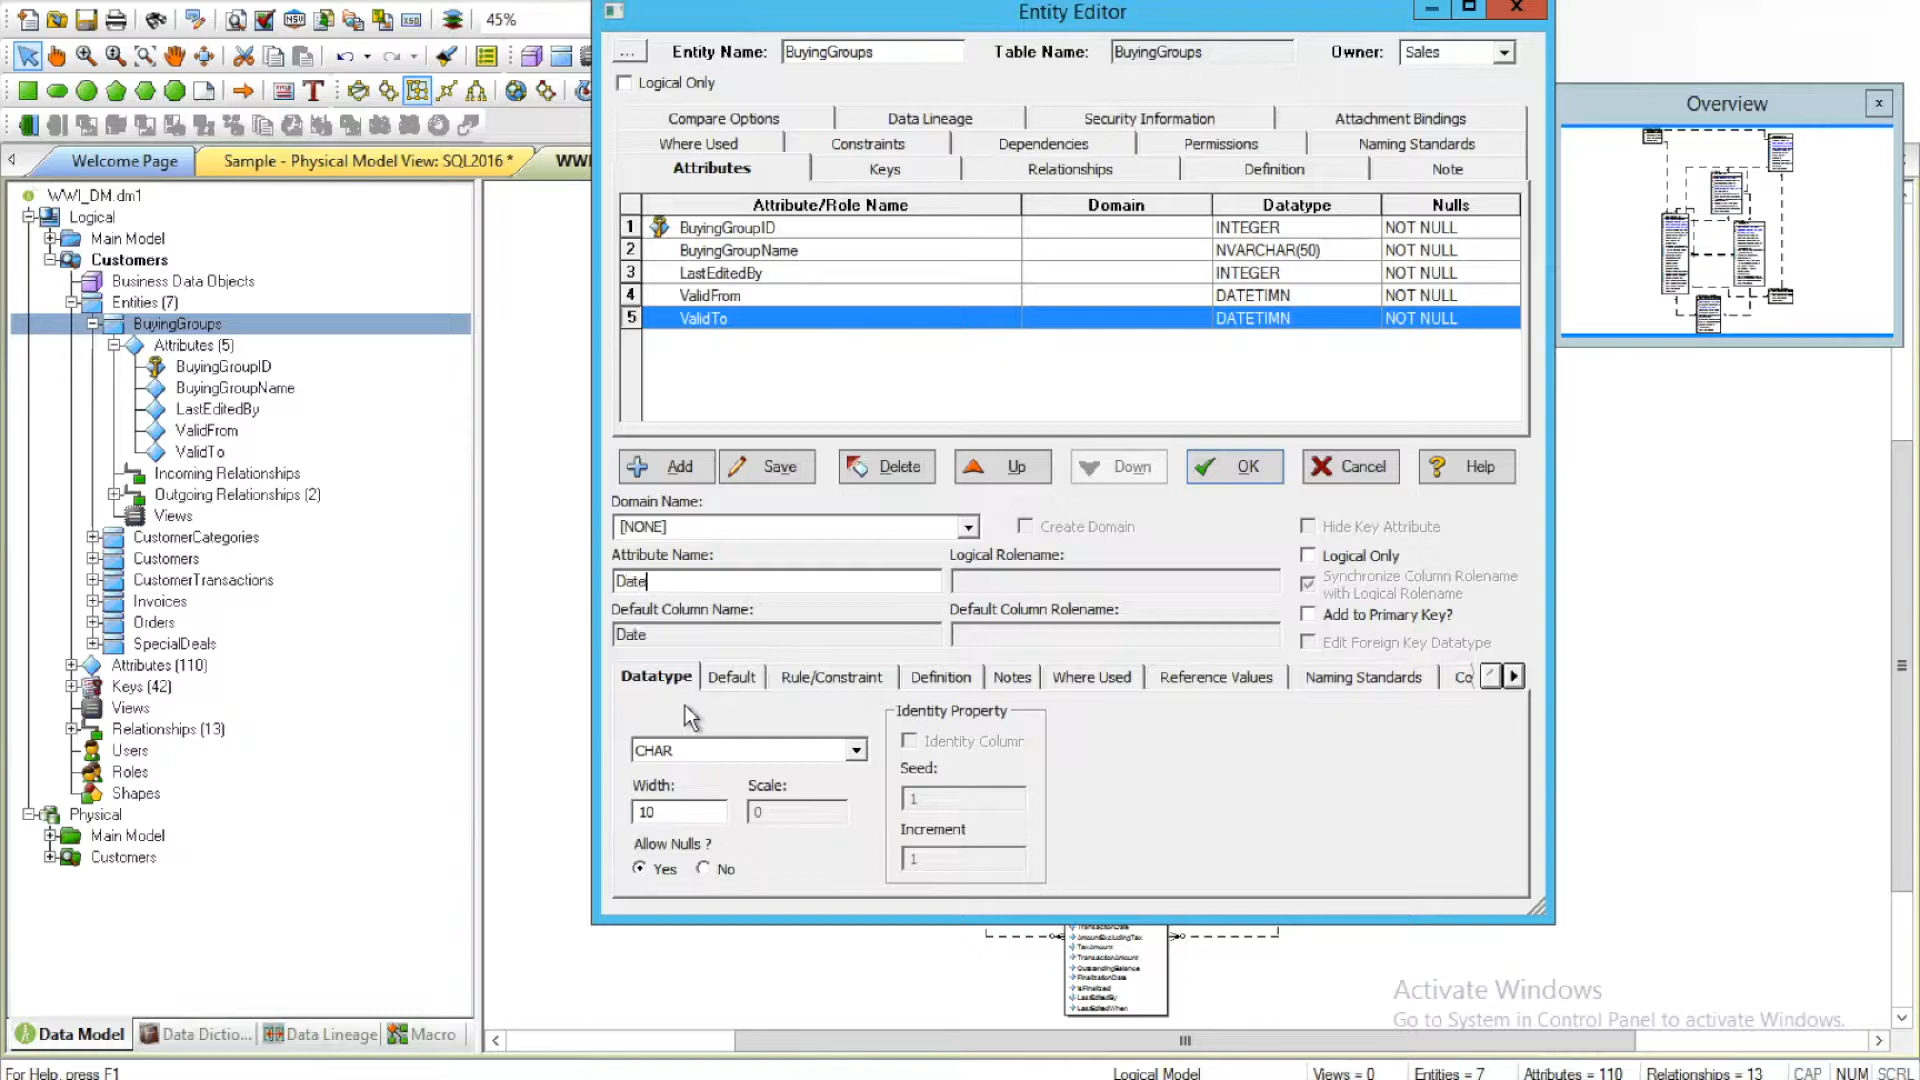 45%
Welcome Page
Sample - Physical Model View: SQL2016 *
WWI_DM.dm1
Logical
Main Model
Customers
Business Data Objects
Entities (7)
BuyingGroups
Attributes (5)
BuyingGroupID
BuyingGroupName
LastEditedBy
ValidFrom
ValidTo
Incoming Relationships
Outgoing Relationships (2)
Views
CustomerCategories
Customers
CustomerTransactions
Invoices
Orders
SpecialDeals
Attributes (110)
Keys (42)
Views
Relationships (13)
Users
Roles
Shapes
Physical
Main Model
Customers
Data Model
Data Dictio...
Data Lineage
Macro
Entity Editor
...
Entity Name:
BuyingGroups
Table Name:
BuyingGroups
Owner:
Sales
Logical Only
Compare Options
Data Lineage
Security Information
Attachment Bindings
Where Used
Constraints
Dependencies
Permissions
Naming Standards
Attributes
Keys
Relationships
Definition
Note
Attribute/Role Name
Domain
Datatype
Nulls
1 BuyingGroupID INTEGER NOT NULL
2 BuyingGroupName NVARCHAR(50) NOT NULL
3 LastEditedBy INTEGER NOT NULL
4 ValidFrom DATETIMN NOT NULL
5 ValidTo DATETIMN NOT NULL
Add
Save
Delete
Up
Down
OK
Cancel
Help
Domain Name:
[NONE]
Create Domain
Hide Key Attribute
Attribute Name:
Logical Rolename:
Logical Only
Date
Synchronize Column Rolename
with Logical Rolename
Default Column Name:
Default Column Rolename:
Add to Primary Key?
Date
Edit Foreign Key Datatype
Datatype
Default
Rule/Constraint
Definition
Notes
Where Used
Reference Values
Naming Standards
Co
CHAR
Width:
Scale:
10
0
Allow Nulls ?
Yes
No
Identity Property
Identity Column
Seed:
1
Increment
1
Overview
TransactionDate
AmountExcludingTax
TaxAmount
TransactionAmount
OutstandingBalance
FinalizationDate
IsFinalized
LastEditedBy
LastEditedWhen
Activate Windows
Go to System in Control Panel to activate Windows.
For Help, press F1
Logical Model
Views = 0
Entities = 7
Attributes = 110
Relationships = 13
CAP
NUM
SCRL